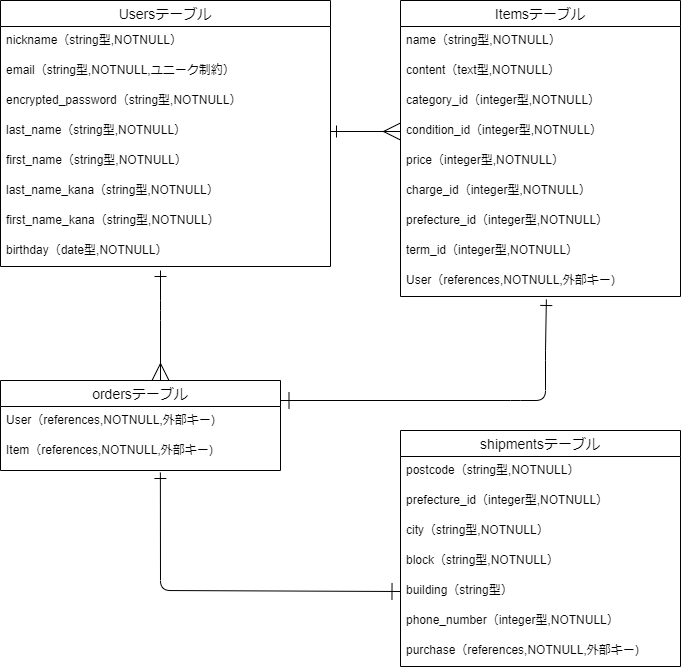 Usersテーブル
nickname（string型,NOTNULL）
email（string型,NOTNULL,ユニーク制約）
encrypted_password（string型,NOTNULL）
last_name（string型,NOTNULL）
first_name（string型,NOTNULL）
last_name_kana（string型,NOTNULL）
first_name_kana（string型,NOTNULL）
birthday（date型,NOTNULL）
Itemsテーブル
name（string型,NOTNULL）
content（text型,NOTNULL）
category_id（integer型,NOTNULL）
condition_id（integer型,NOTNULL）
price（integer型,NOTNULL）
charge_id（integer型,NOTNULL）
prefecture_id（integer型,NOTNULL）
term_id（integer型,NOTNULL）
User（references,NOTNULL,外部キー）
ordersテーブル
User（references,NOTNULL,外部キー）
Item（references,NOTNULL,外部キー）
shipmentsテーブル
postcode（string型,NOTNULL）
prefecture_id（integer型,NOTNULL）
city（string型,NOTNULL）
block（string型,NOTNULL）
building（string型）
phone_number（integer型,NOTNULL）
purchase（references,NOTNULL,外部キー）